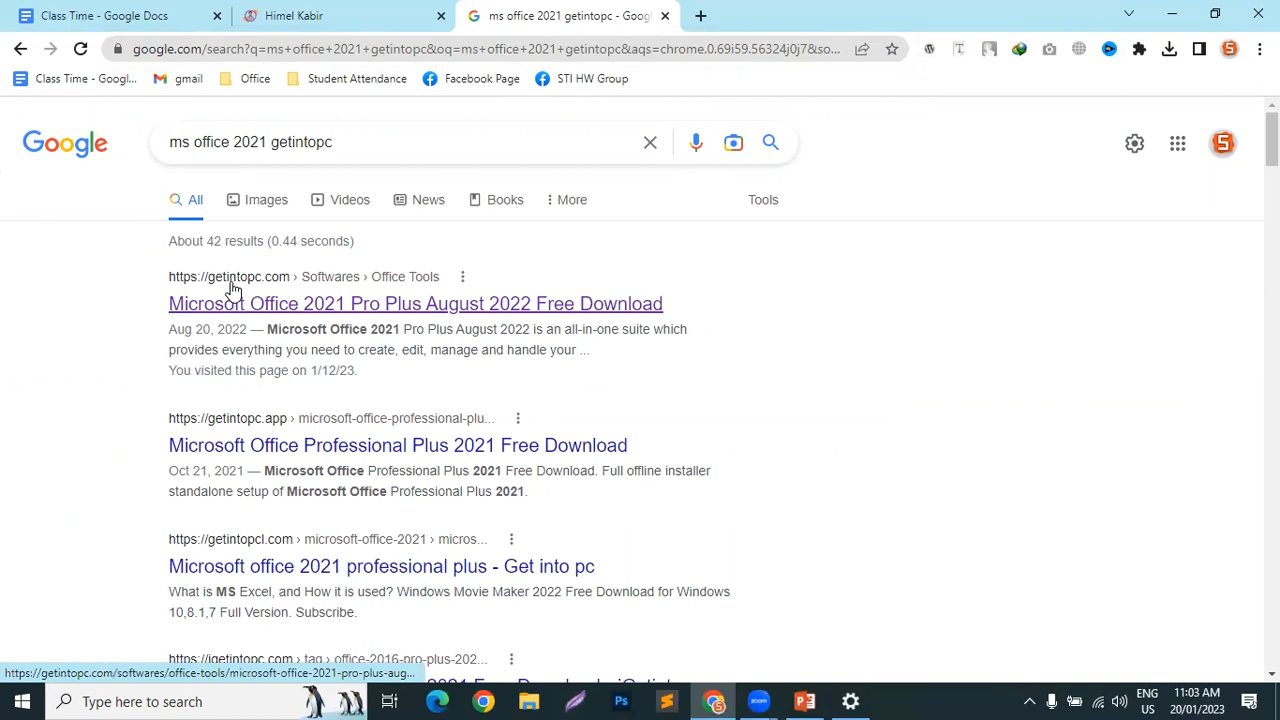 Class Time - Google Docs
Himel Kabir
ms office 2021 getintopc - Goog
google.com/search?q=ms+office+2021+getintopc&oq=ms+office+2021+getintopc&aqs=chrome.0.69i59.56324j0j7&so...
Class Time - Googl...
gmail
Office
Student Attendance
Facebook Page
STI HW Group
Google
ms office 2021 getintopc
All
Images
Videos
News
Books
More
Tools
About 42 results (0.44 seconds)
https://getintopc.com › Softwares › Office Tools
Microsoft Office 2021 Pro Plus August 2022 Free Download
Aug 20, 2022 — Microsoft Office 2021 Pro Plus August 2022 is an all-in-one suite which
provides everything you need to create, edit, manage and handle your ...
You visited this page on 1/12/23.
https://getintopc.app › microsoft-office-professional-plu...
Microsoft Office Professional Plus 2021 Free Download
Oct 21, 2021 — Microsoft Office Professional Plus 2021 Free Download. Full offline installer
standalone setup of Microsoft Office Professional Plus 2021.
https://getintopcl.com › microsoft-office-2021 › micros...
Microsoft office 2021 professional plus - Get into pc
What is MS Excel, and How it is used? Windows Movie Maker 2022 Free Download for Windows
10,8.1,7 Full Version. Subscribe.
https://igetintopc.com › tag › office-2016-pro-plus-202...
https://getintopc.com/softwares/office-tools/microsoft-office-2021-pro-plus-aug...
Type here to search
Ps
ENG
GB
11:03 AM
20/01/2023